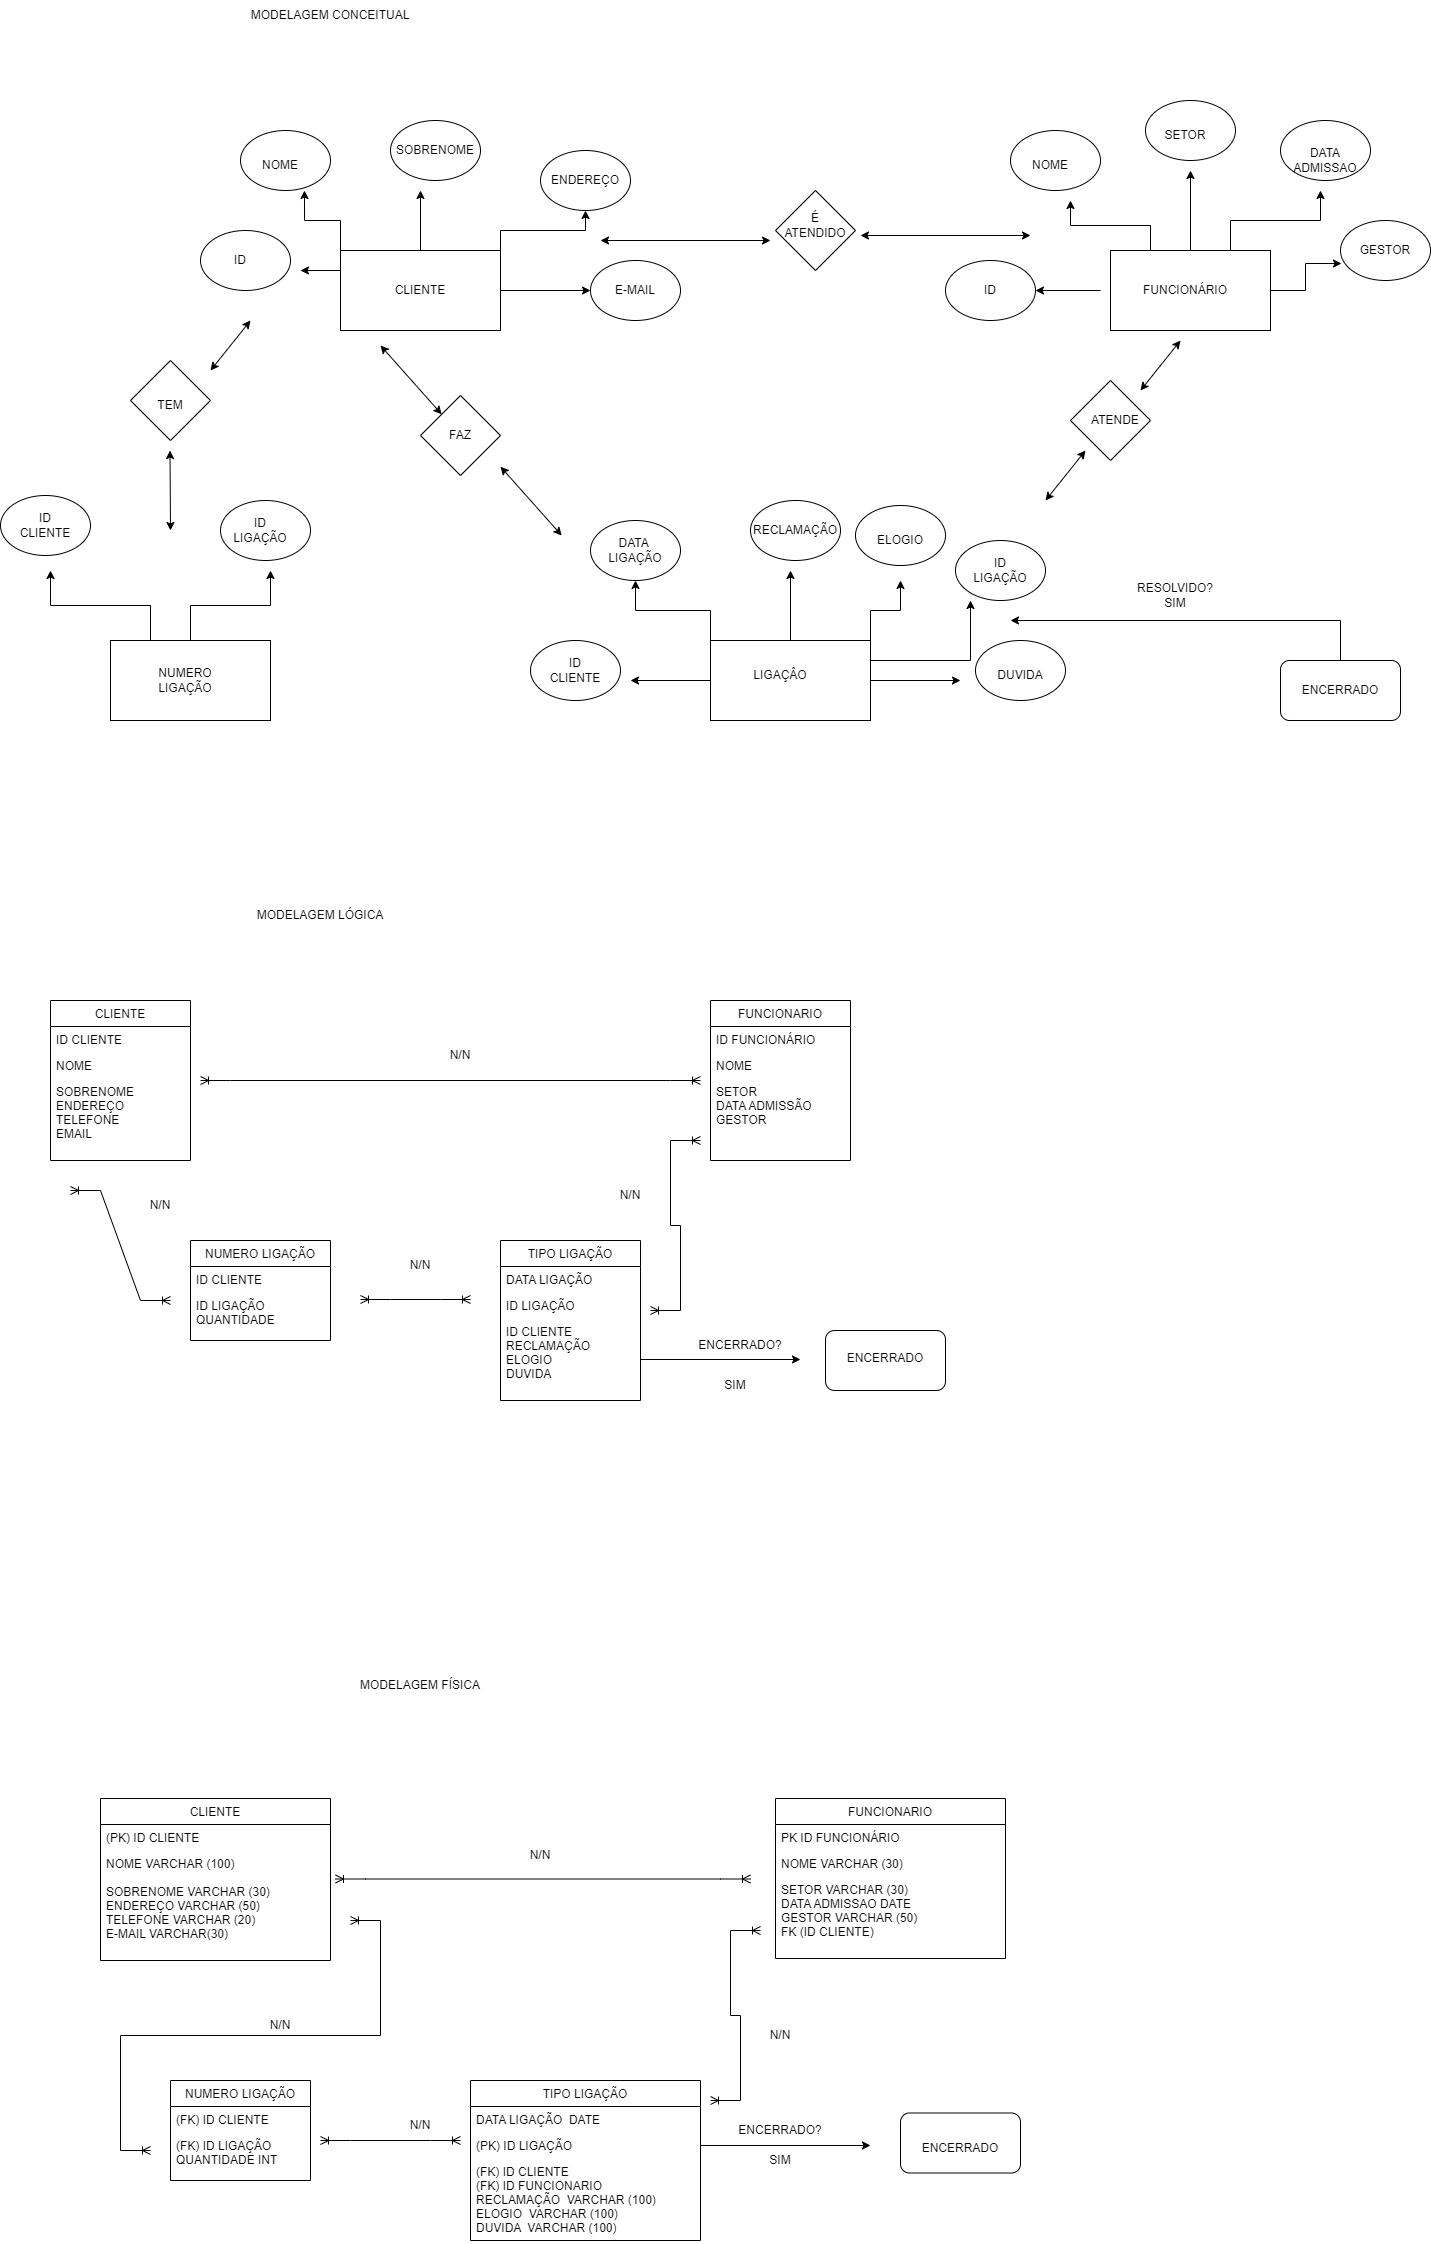 MODELAGEM CONCEITUAL
NOME
SOBRENOME
ENDEREÇO
ID
CLIENTE
E-MAIL
É
ATENDIDO
NOME
SETOR
DATA
ADMISSAO
GESTOR
ID
FUNCIONÁRIO
TEM
FAZ
ATENDE
ID
CLIENTE
ID
LIGAÇÃO
NUMERO
LIGAÇÃO
DATA
LIGAÇÃO
RECLAMAÇÃO
ELOGIO
ID
LIGAÇÃO
ID
CLIENTE
LIGAÇÂO
DUVIDA
RESOLVIDO?
SIM
ENCERRADO
MODELAGEM LÓGICA
CLIENTE
ID CLIENTE
NOME
SOBRENOME
ENDEREÇO
TELEFONE
EMAIL
N/N
FUNCIONARIO
ID FUNCIONÁRIO
NOME
SETOR
DATA ADMISSÃO
GESTOR
N/N
N/N
NUMERO LIGAÇÃO
ID CLIENTE
ID LIGAÇÃO
QUANTIDADE
N/N
TIPO LIGAÇÃO
DATA LIGAÇÃO
ID LIGAÇÃO
ID CLIENTE
RECLAMAÇÃO
ELOGIO
DUVIDA
ENCERRADO?
SIM
ENCERRADO
MODELAGEM FÍSICA
CLIENTE
(PK) ID CLIENTE
NOME VARCHAR (100)
SOBRENOME VARCHAR (30)
ENDEREÇO VARCHAR (50)
TELEFONE VARCHAR (20)
E-MAIL VARCHAR(30)
N/N
FUNCIONARIO
PK ID FUNCIONÁRIO
NOME VARCHAR (30)
SETOR VARCHAR (30)
DATA ADMISSAO DATE
GESTOR VARCHAR (50)
FK (ID CLIENTE)
N/N
N/N
NUMERO LIGAÇÃO
(FK) ID CLIENTE
(FK) ID LIGAÇÃO
QUANTIDADE INT
N/N
TIPO LIGAÇÃO
DATA LIGAÇÃO  DATE
(PK) ID LIGAÇÃO
(FK) ID CLIENTE
(FK) ID FUNCIONARIO
RECLAMAÇÃO  VARCHAR (100)
ELOGIO  VARCHAR (100)
DUVIDA  VARCHAR (100)
ENCERRADO?
SIM
ENCERRADO